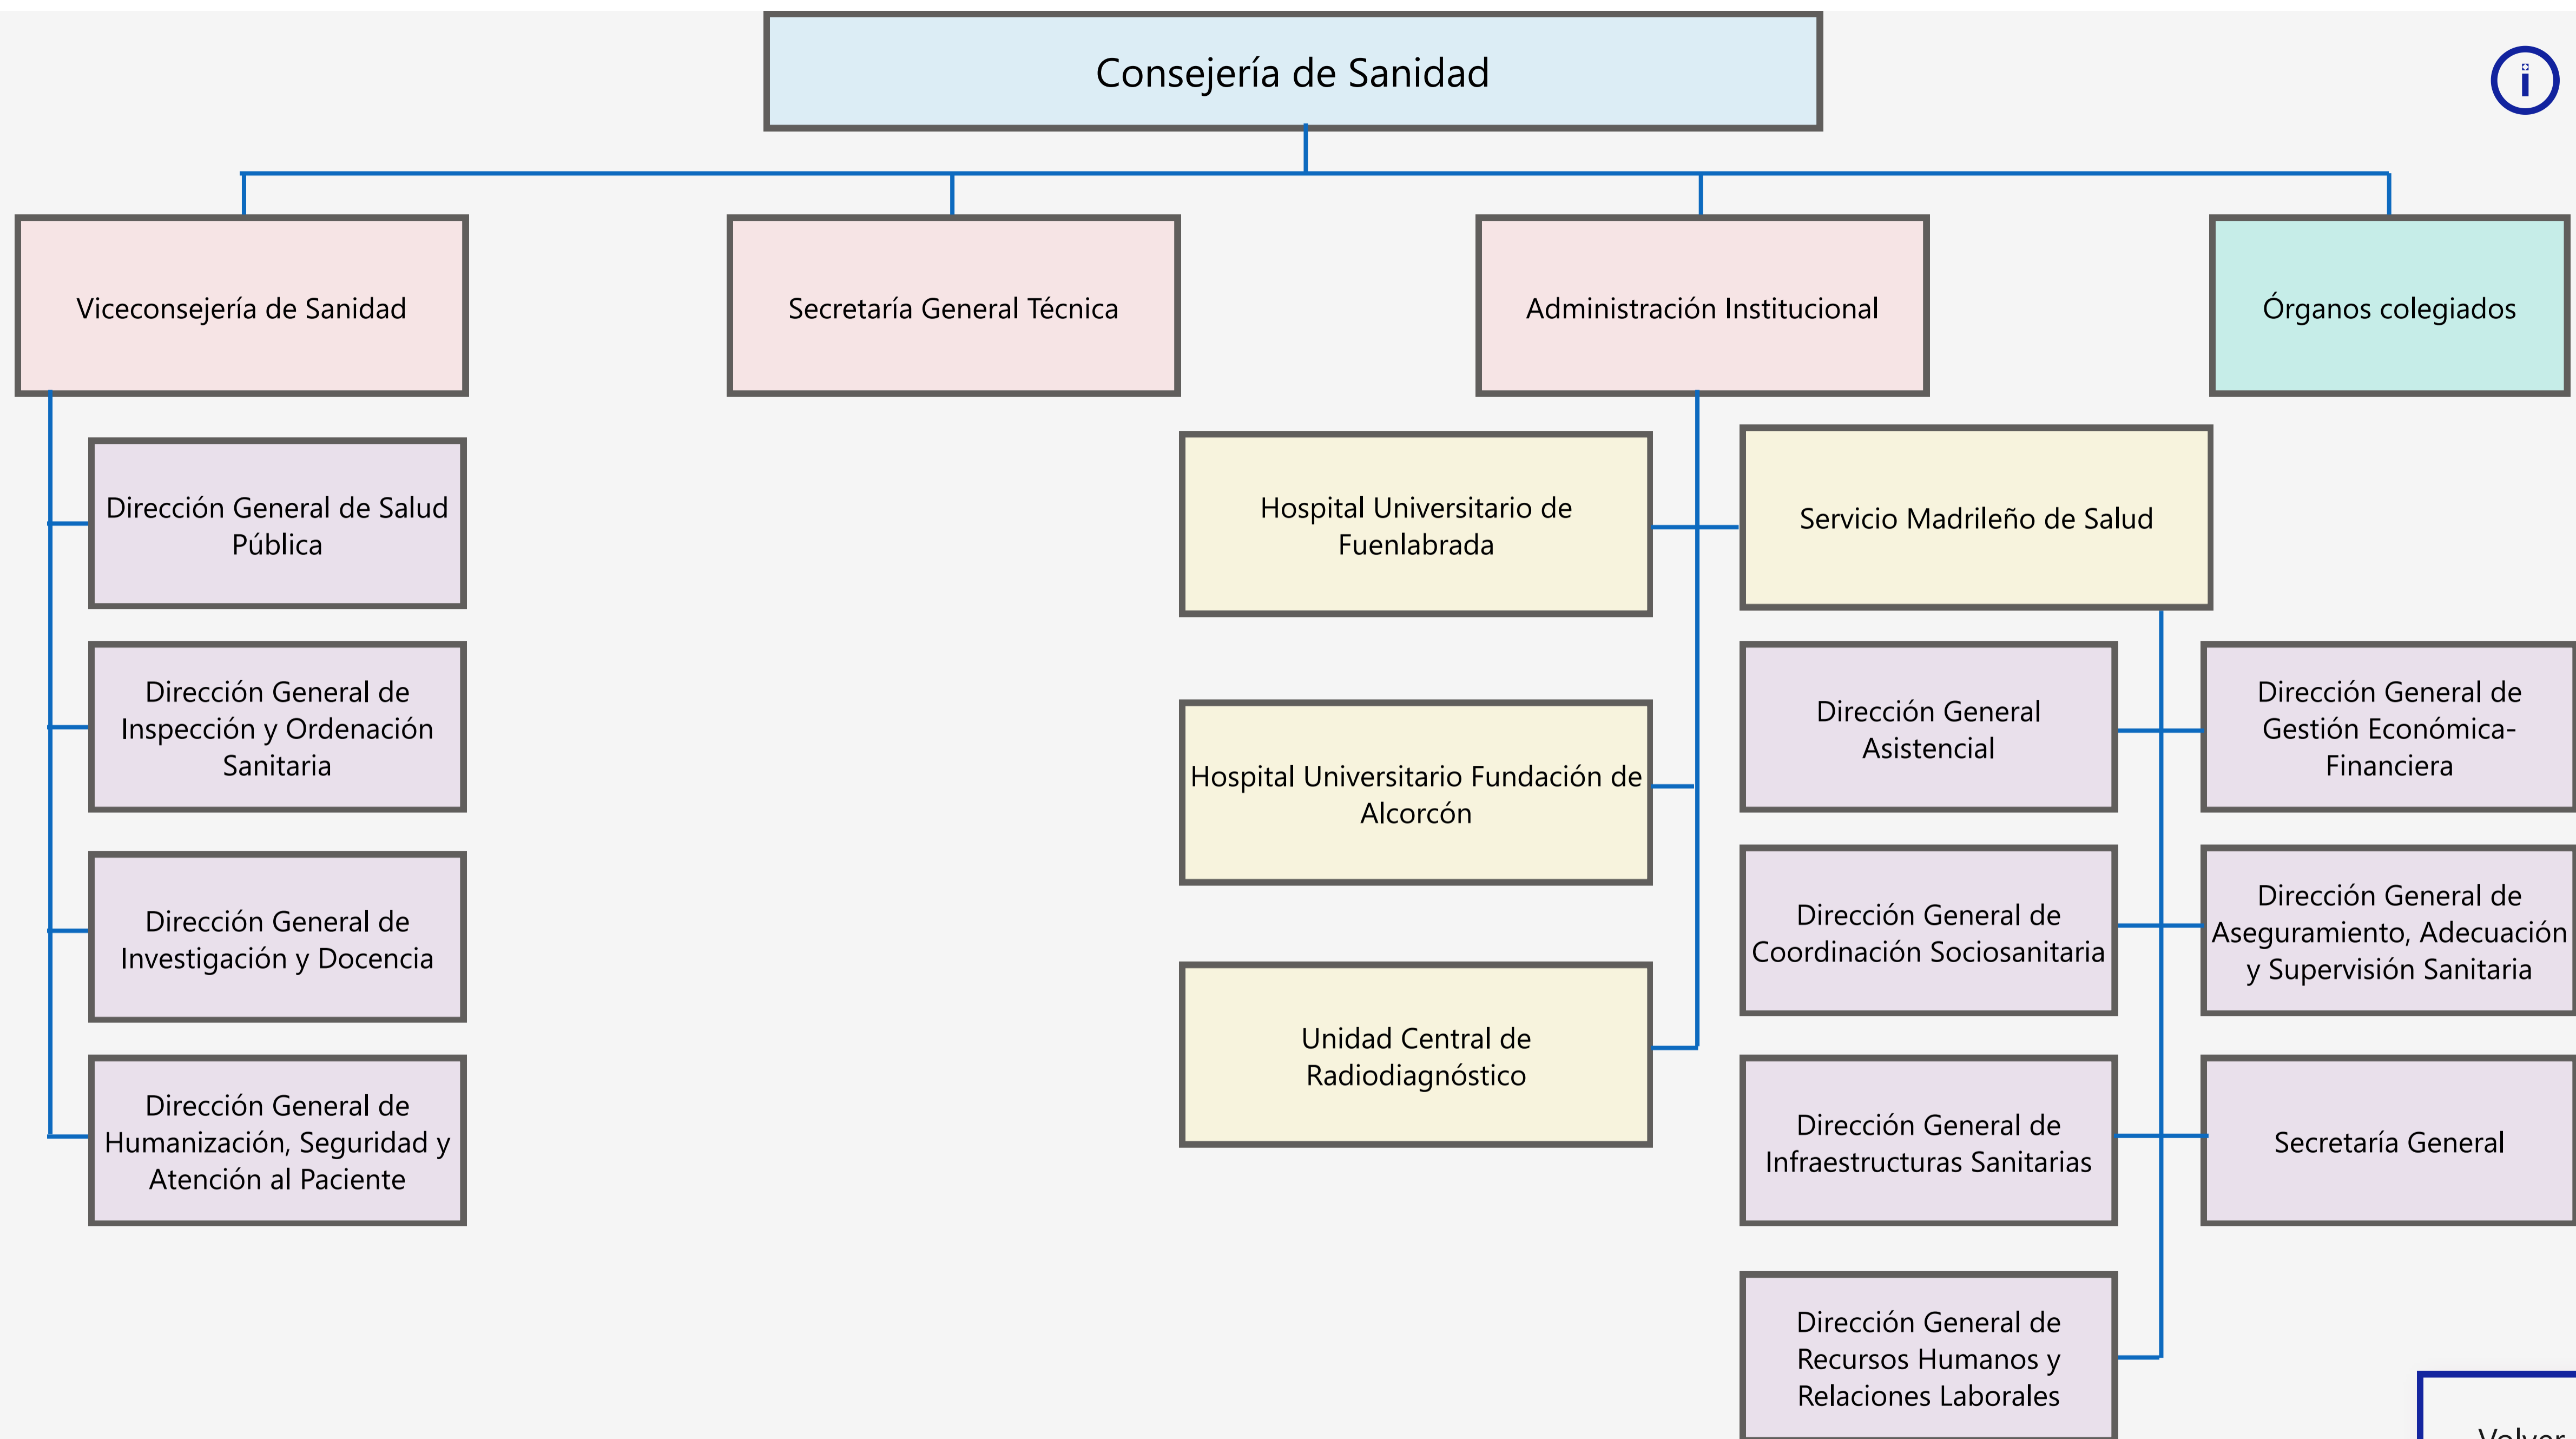 Consejería de Sanidad
i
Viceconsejería de Sanidad
Secretaría General Técnica
Administración Institucional
Órganos colegiados
Dirección General de Salud
Pública
Dirección General de
Inspección y Ordenación
Sanitaria
Dirección General de
Investigación y Docencia
Dirección General de
Humanización, Seguridad y
Atención al Paciente
Hospital Universitario de
Fuenlabrada
Hospital Universitario Fundación de
Alcorcón
Unidad Central de
Radiodiagnóstico
Servicio Madrileño de Salud
Dirección General
Asistencial
Dirección General de
Gestión Económica-
Financiera
Dirección General de
Coordinación Sociosanitaria
Dirección General de
Aseguramiento, Adecuación
y Supervisión Sanitaria
Dirección General de
Infraestructuras Sanitarias
Secretaría General
Dirección General de
Recursos Humanos y
Relaciones Laborales
Volver